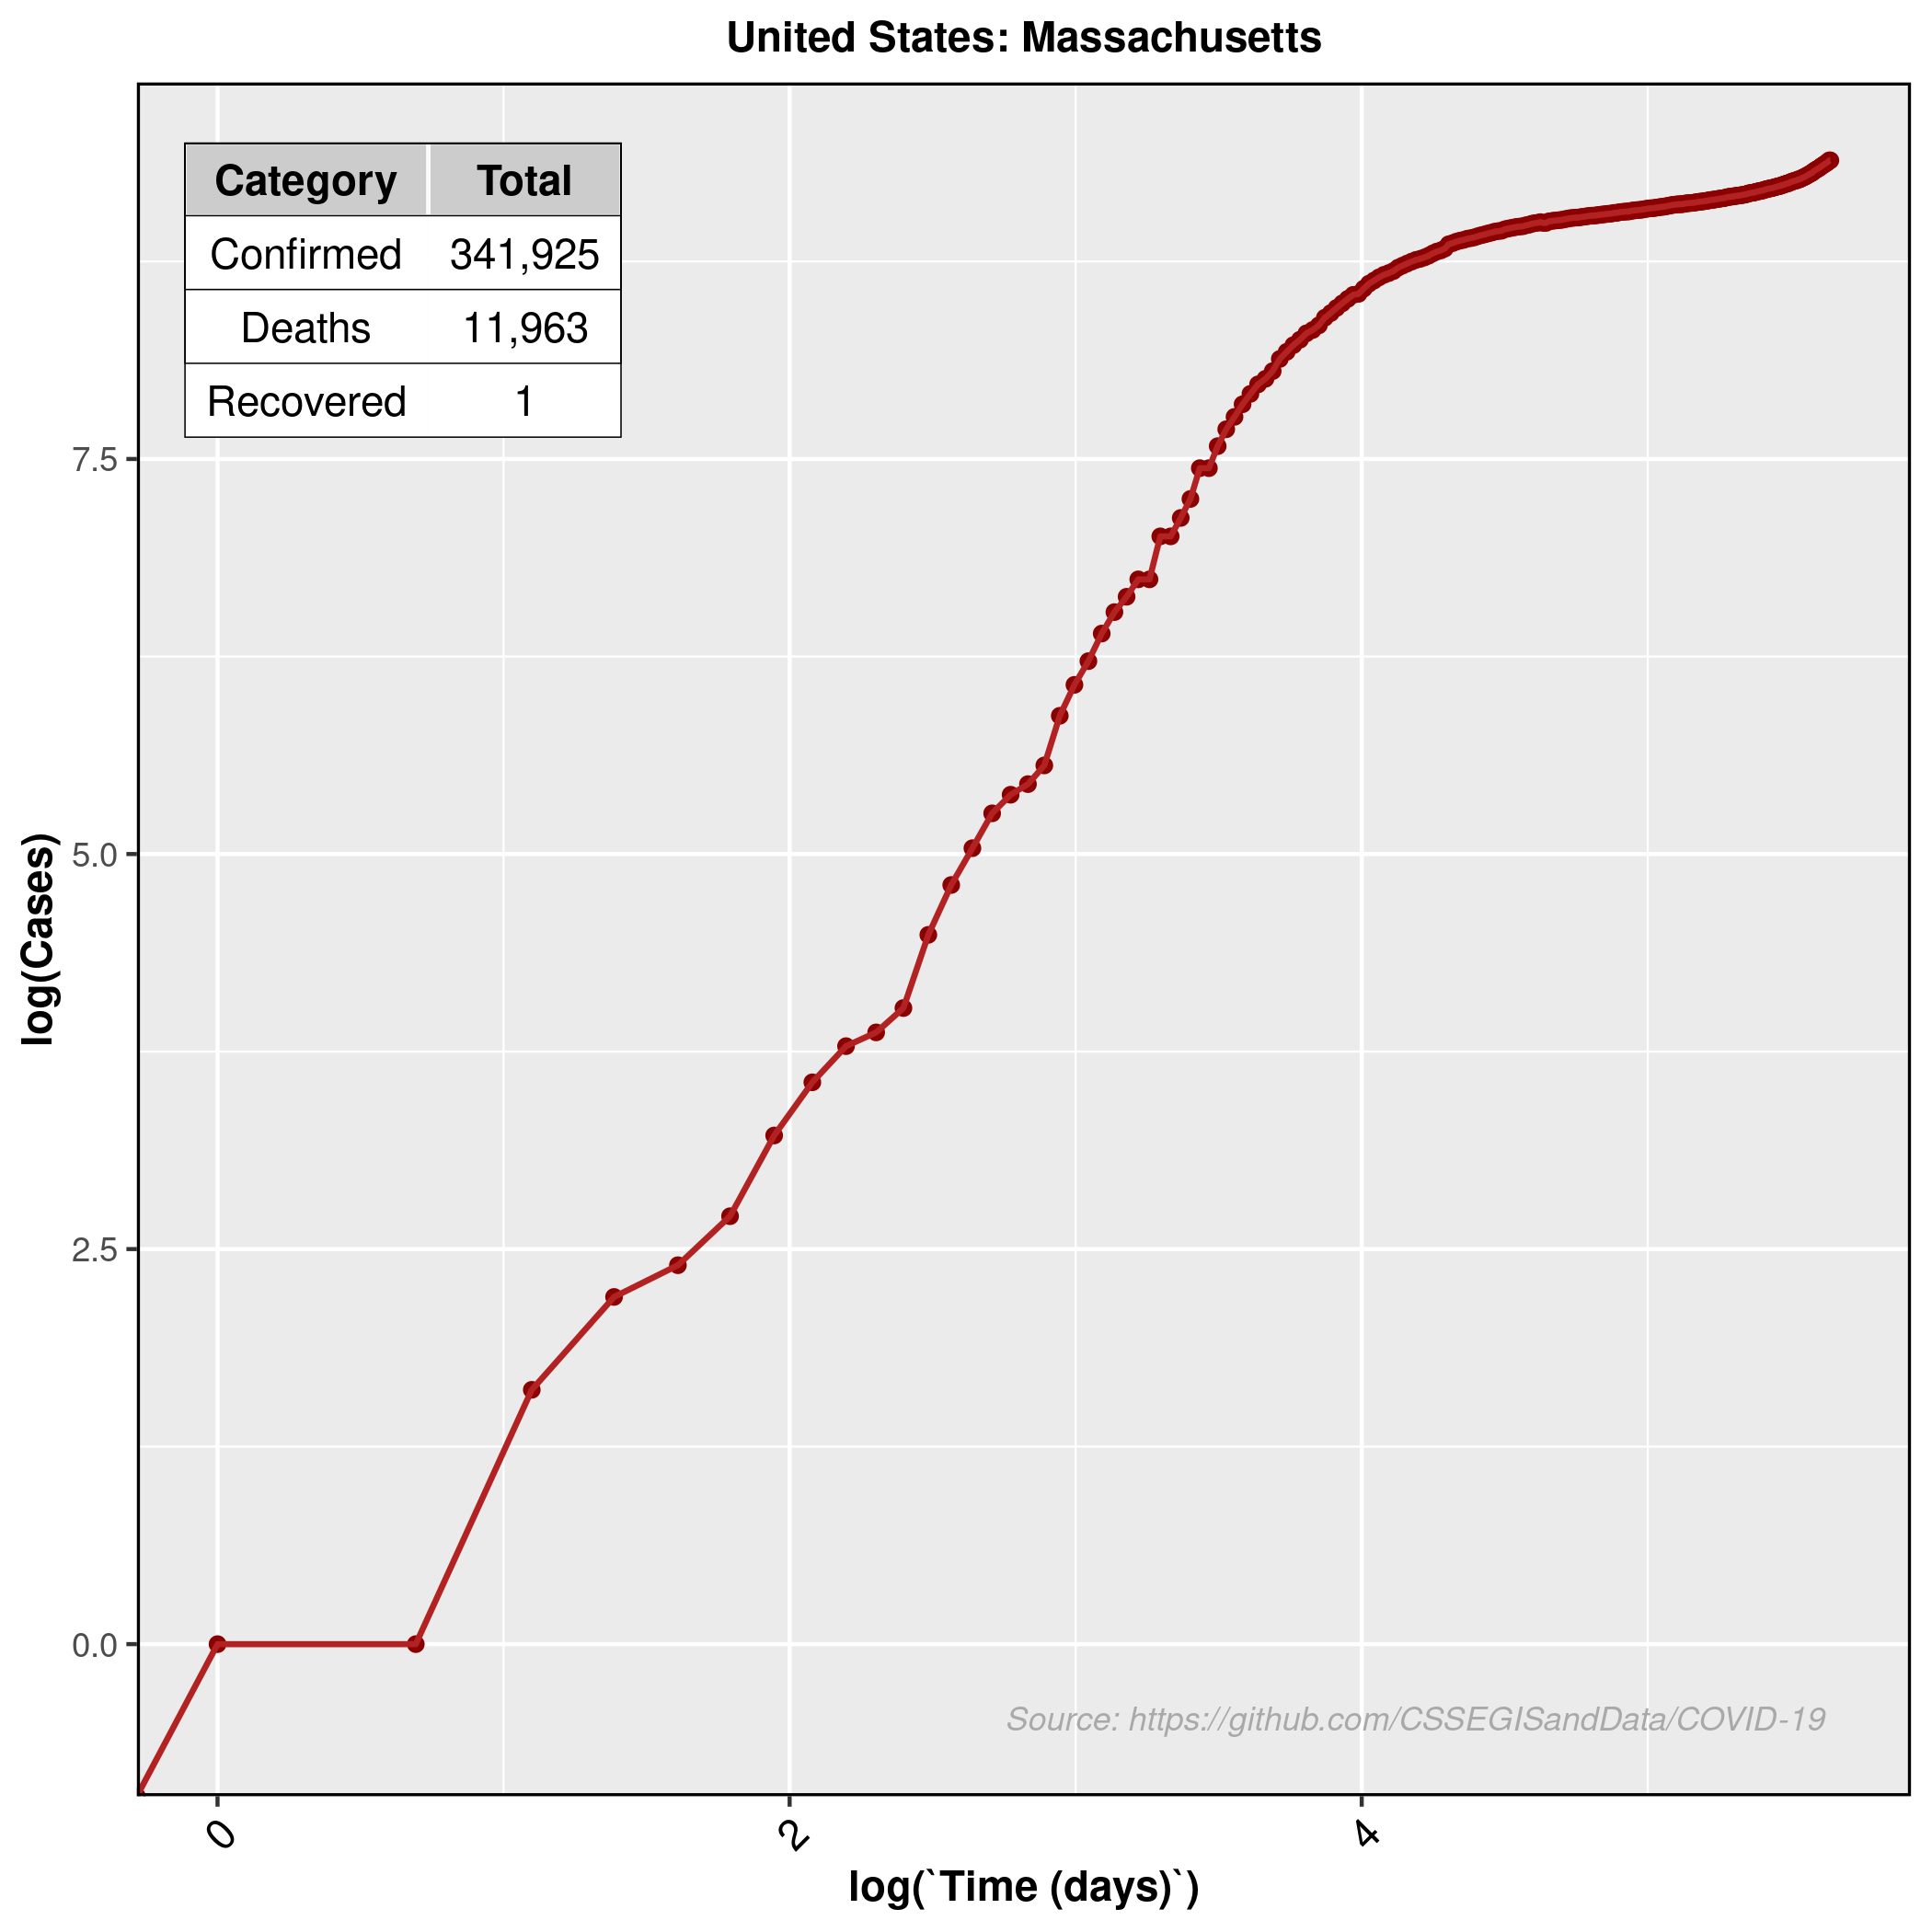 United States: Massachusetts
Category Total
Confirmed 341,925
Deaths 11,963
Recovered 1
7.5
5.0
2.5
0.0
log(Cases)
Source: https://github.com/CSSEGISandData/COVID-19
0 2 4
log(`Time (days)`)